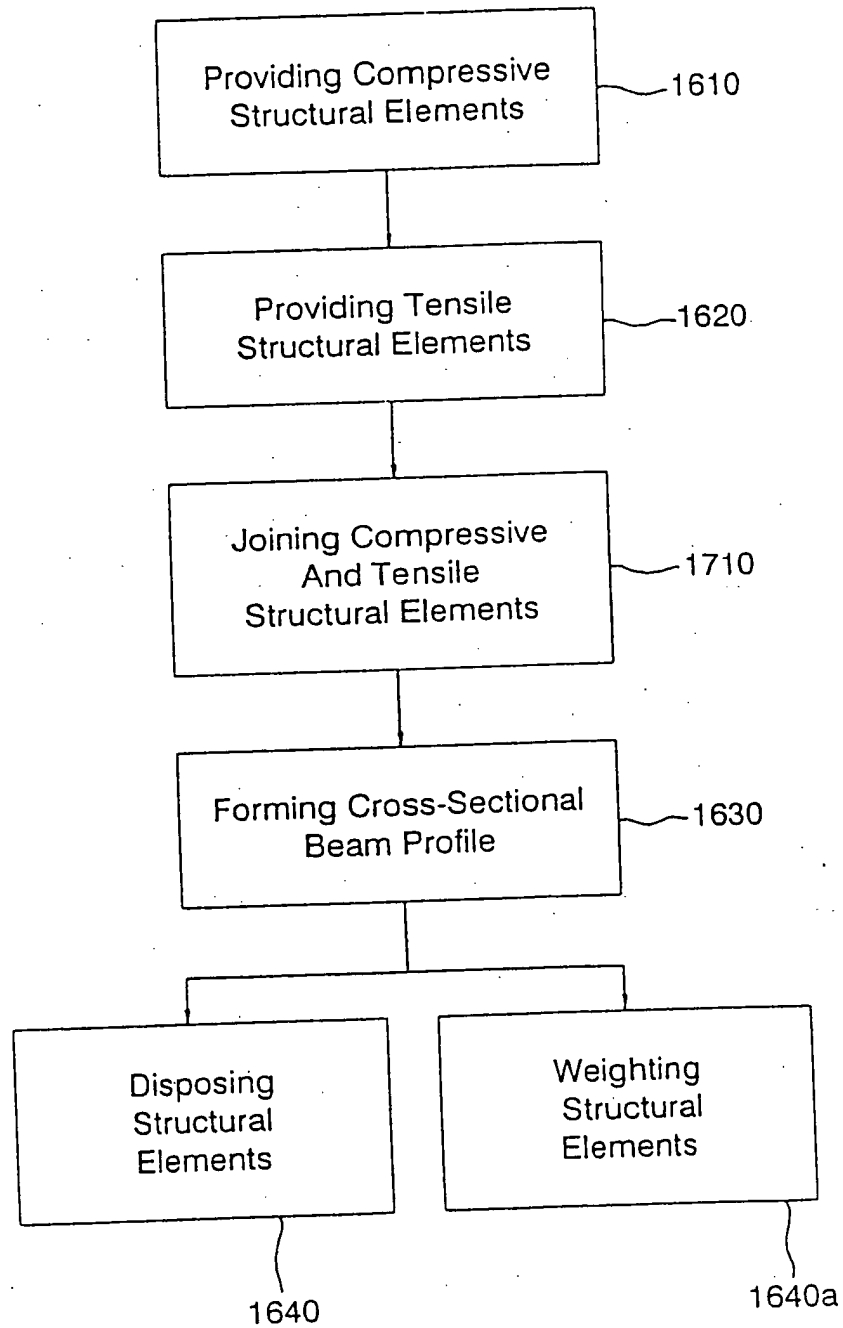 Providing Compressive
Structural Elements
1610
Providing Tensile
Structural Elements
1620
Joining Compressive
And Tensile
Structural Elements
1710
Forming Cross-Sectional
Beam Profile
1630
Disposing
Structural
Elements
Weighting
Structural
Elements
1640
1640a